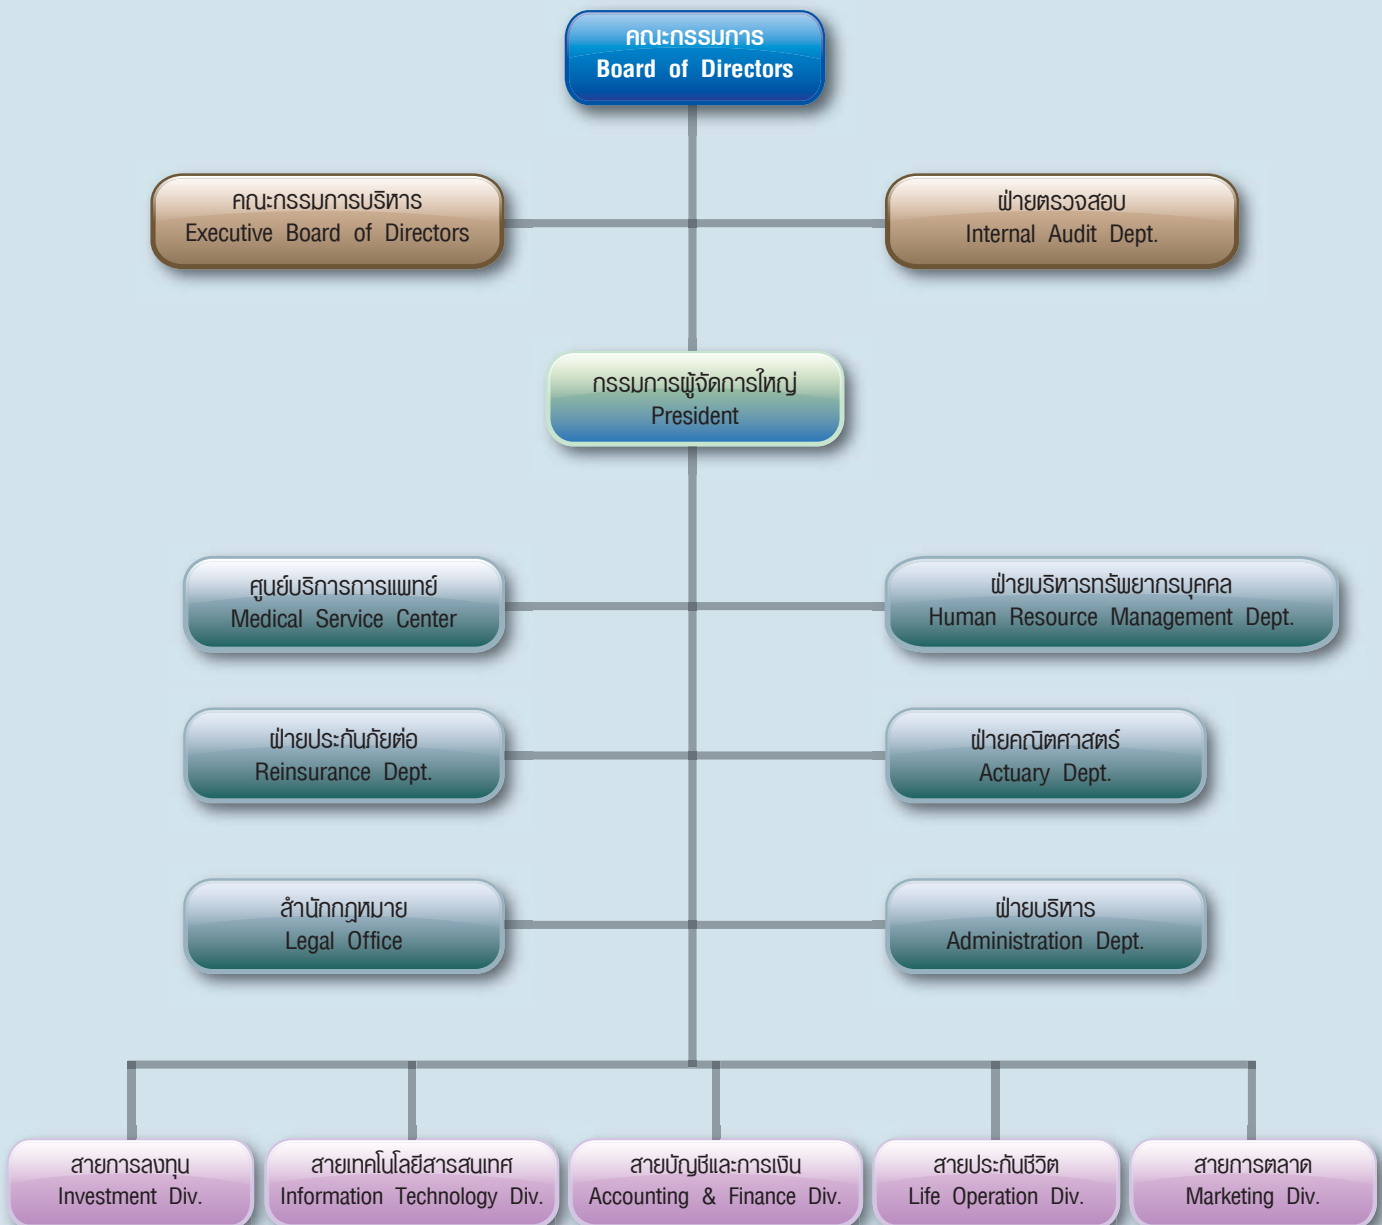 คณะกรรมการ
Board of Directors
คณะกรรมการบริหาร
Executive Board of Directors
ฝ่ายตรวจสอบ
Internal Audit Dept.
กรรมการผู้จัดการใหญ่
President
ศูนย์บริการการแพทย์
Medical Service Center
ฝ่ายบริหารทรัพยากรบุคคล
Human Resource Management Dept.
ฝ่ายประกันภัยต่อ
Reinsurance Dept.
ฝ่ายคณิตศาสตร์
Actuary Dept.
สำนักกฎหมาย
Legal Office
ฝ่ายบริหาร
Administration Dept.
สายการลงทุน
Investment Div.
สายเทคโนโลยีสารสนเทศ
Information Technology Div.
สายบัญชีและการเงิน
Accounting & Finance Div.
สายประกันชีวิต
Life Operation Div.
สายการตลาด
Marketing Div.